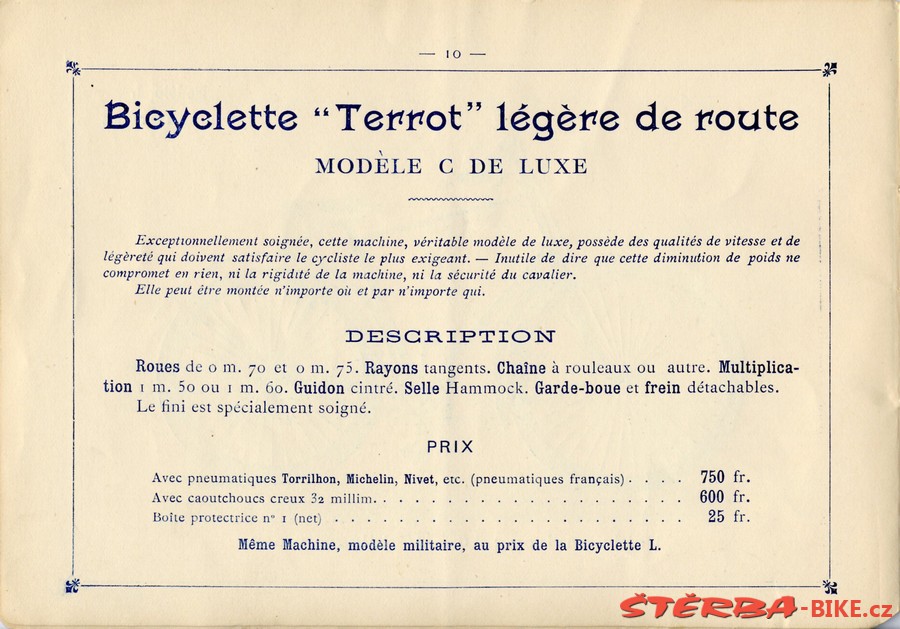 — 10 —
Bicyclette “Terrot” légère de route
MODÈLE C DE LUXE
Exceptionnellement soignée, cette machine, véritable modèle de luxe, possède des qualités de vitesse et de
légèreté qui doivent satisfaire le cycliste le plus exigeant. — Inutile de dire que cette diminution de poids ne
compromet en rien, ni la rigidité de la machine, ni la sécurité du cavalier.
Elle peut être montée n'importe où et par n'importe qui.
DESCRIPTION
Roues de 0 m. 70 et 0 m. 75. Rayons tangents. Chaîne à rouleaux ou autre. Multiplica-
tion 1 m. 50 ou 1 m. 60. Guidon cintré. Selle Hammock. Garde-boue et frein détachables.
Le fini est spécialement soigné.
PRIX
Avec pneumatiques Torrilhon, Michelin, Nivet, etc. (pneumatiques français) . . . . 750 fr.
Avec caoutchoucs creux 32 millim. . . . . . . . . . . . . . . . . . . . . . . . 600 fr.
Boîte protectrice n° 1 (net) . . . . . . . . . . . . . . . . . . . . . . . . . . . 25 fr.
Même Machine, modèle militaire, au prix de la Bicyclette L.
ŠTĚRBA-BIKE.cz